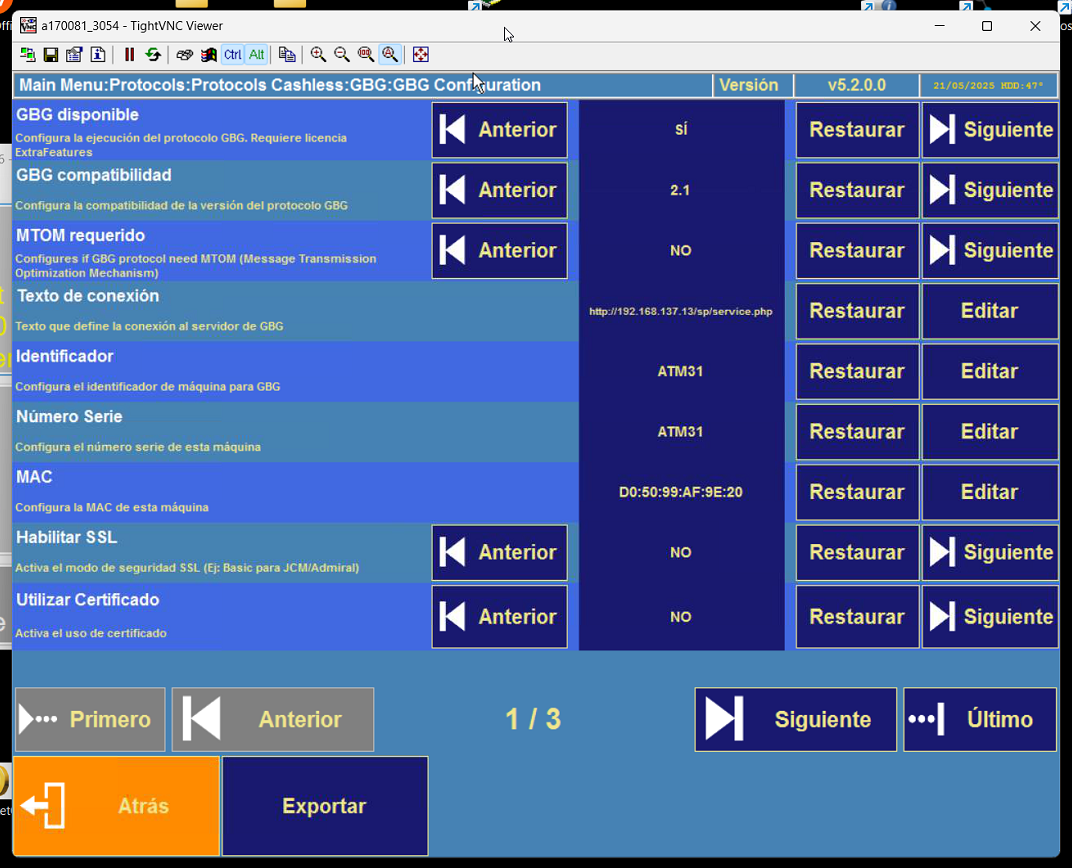 a170081_3054 - TightVNC Viewer
Ctrl Alt
Main Menu:Protocols:Protocols Cashless:GBG:GBG Configuration
Versión
v5.2.0.0
21/05/2025 HDD:47°
GBG disponible
Configura la ejecución del protocolo GBG. Requiere licencia
ExtraFeatures
Anterior
SÍ
Restaurar
Siguiente
GBG compatibilidad
Configura la compatibilidad de la versión del protocolo GBG
Anterior
2.1
Restaurar
Siguiente
MTOM requerido
Configures if GBG protocol need MTOM (Message Transmission
Optimization Mechanism)
Anterior
NO
Restaurar
Siguiente
Texto de conexión
Texto que define la conexión al servidor de GBG
http://192.168.137.13/sp/service.php
Restaurar
Editar
Identificador
Configura el identificador de máquina para GBG
ATM31
Restaurar
Editar
Número Serie
Configura el número serie de esta máquina
ATM31
Restaurar
Editar
MAC
Configura la MAC de esta máquina
D0:50:99:AF:9E:20
Restaurar
Editar
Habilitar SSL
Activa el modo de seguridad SSL (Ej: Basic para JCM/Admiral)
Anterior
NO
Restaurar
Siguiente
Utilizar Certificado
Activa el uso de certificado
Anterior
NO
Restaurar
Siguiente
Primero
Anterior
1 / 3
Siguiente
Último
Atrás
Exportar